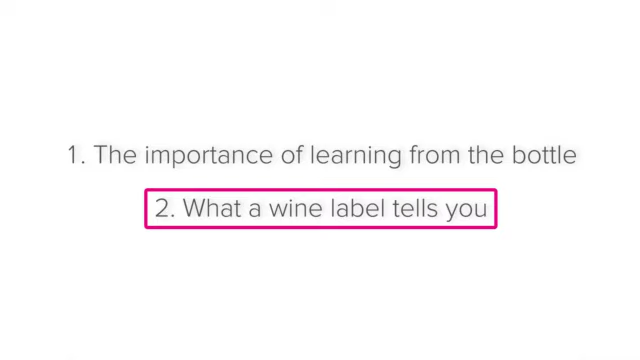 1. The importance of learning from the bottle
2. What a wine label tells you